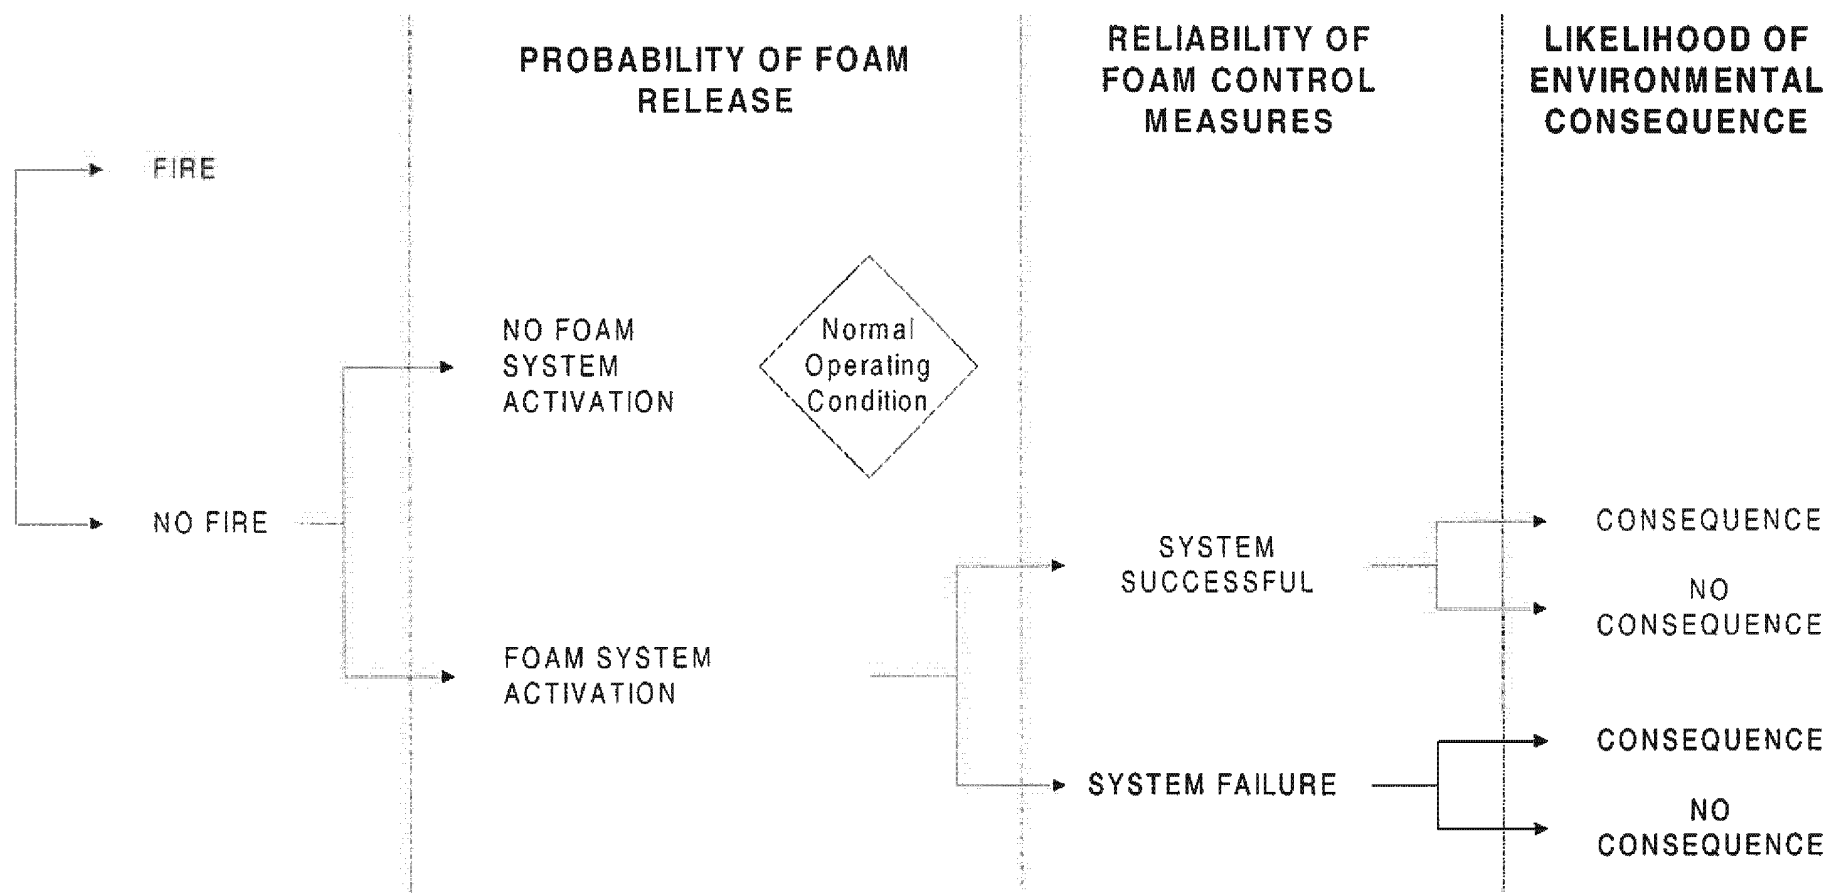 PROBABILITY OF FOAM
RELEASE
RELIABILITY OF
FOAM CONTROL
MEASURES
LIKELIHOOD OF
ENVIRONMENTAL
CONSEQUENCE
FIRE
NO FOAM
SYSTEM
ACTIVATION
Normal
Operating
Condition
NO FIRE
SYSTEM
SUCCESSFUL
CONSEQUENCE
NO
CONSEQUENCE
FOAM SYSTEM
ACTIVATION
SYSTEM FAILURE
CONSEQUENCE
NO
CONSEQUENCE